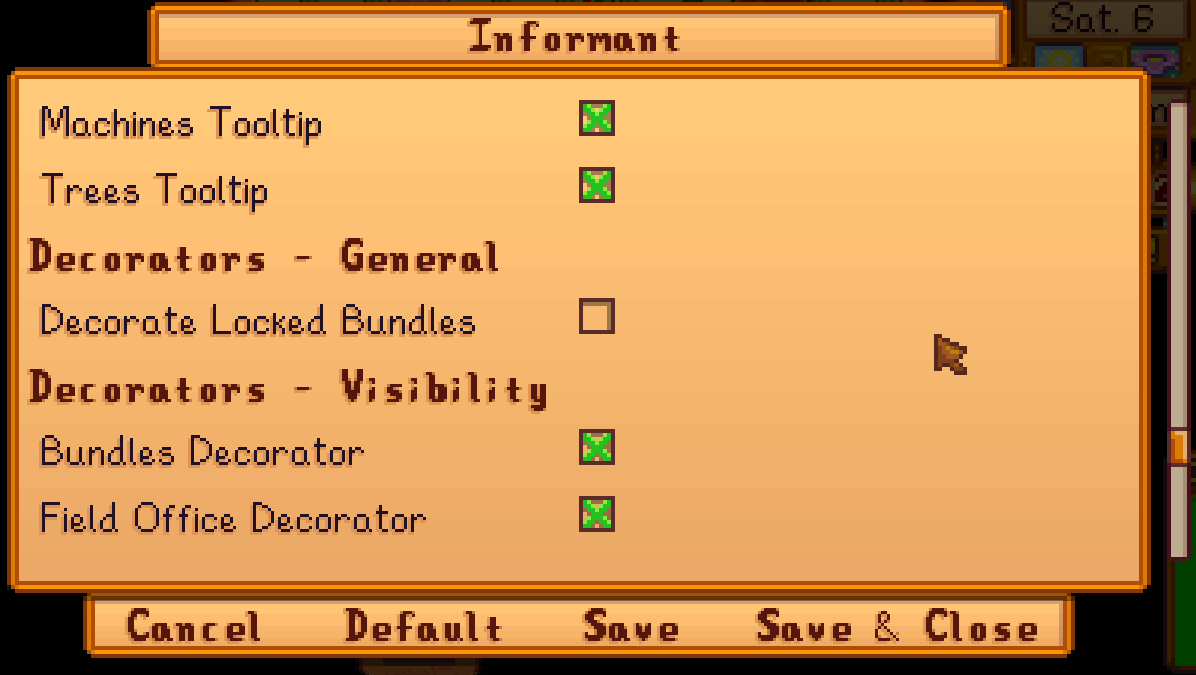 Informant
Sat. 6
Machines Tooltip
Trees Tooltip
Decorators - General
Decorate Locked Bundles
Decorators - Visibility
Bundles Decorator
Field Office Decorator
Cancel Default Save Save & Close